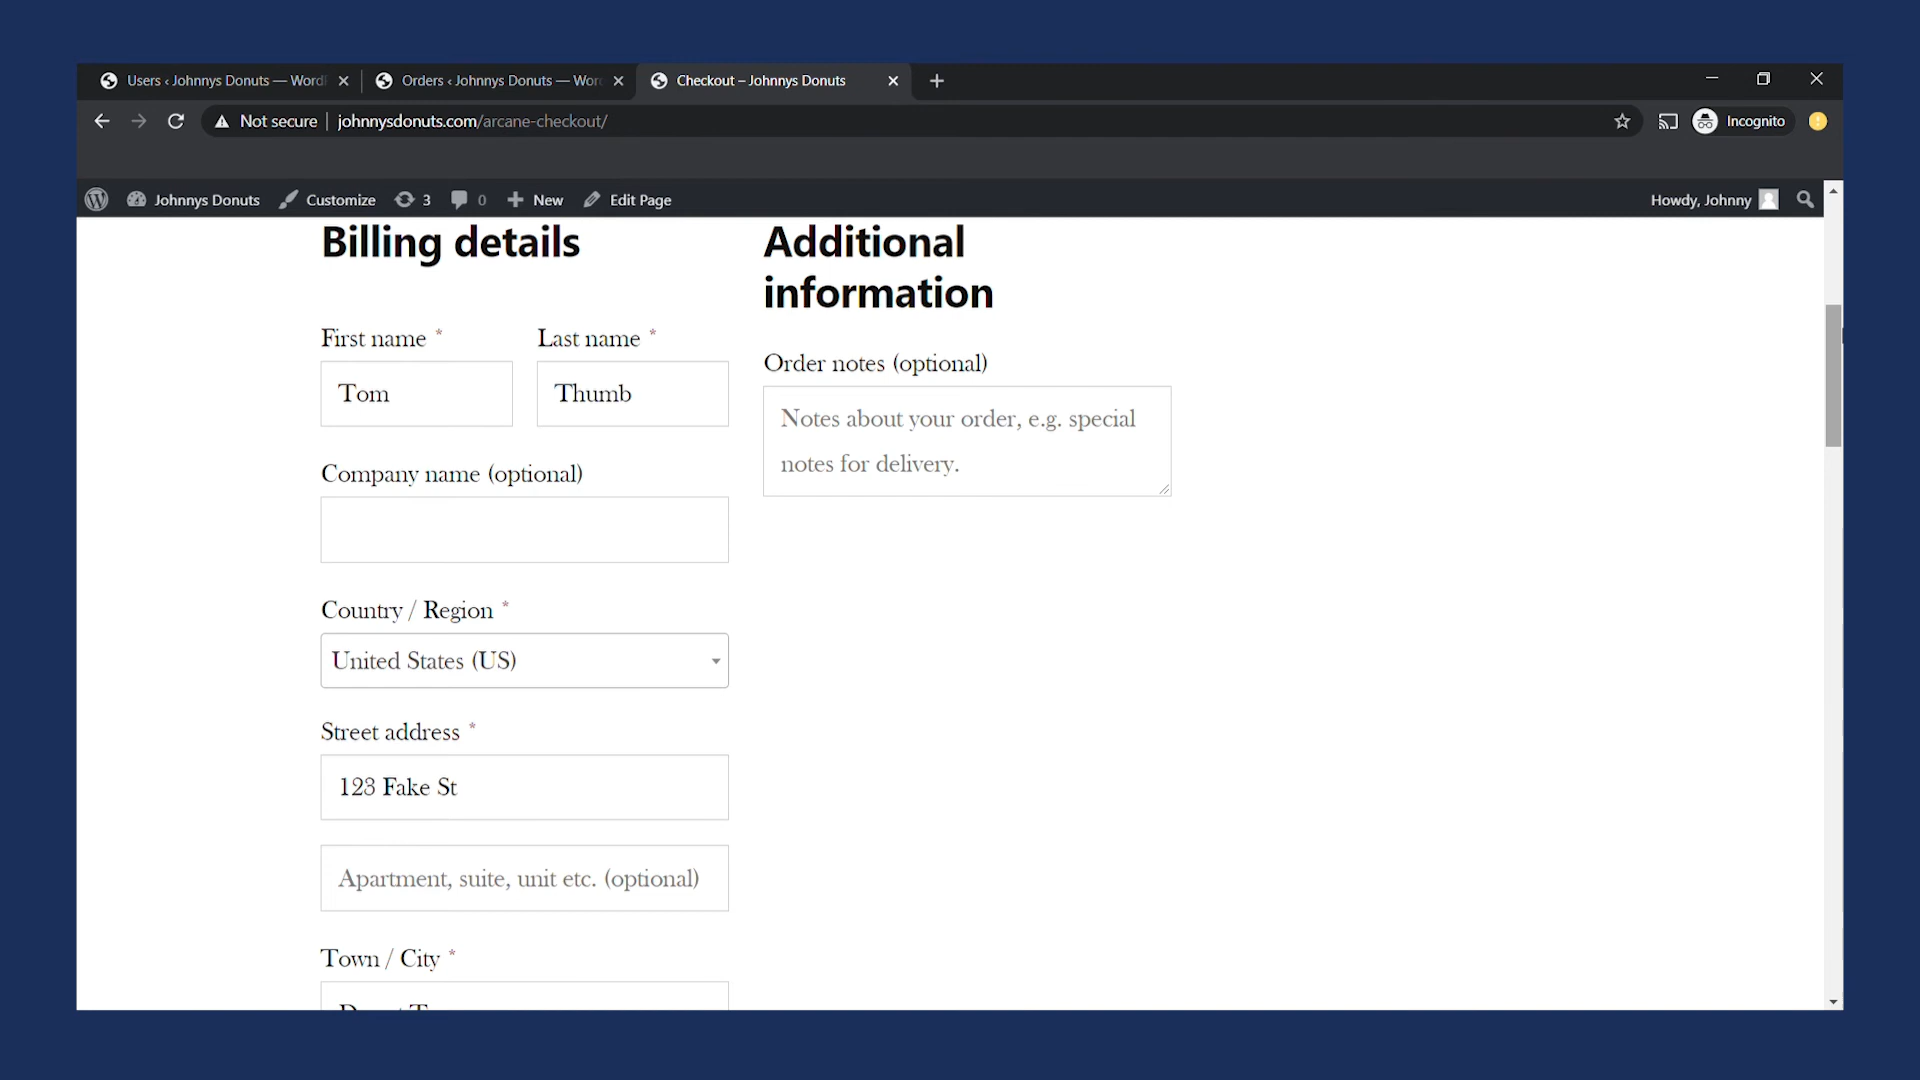 Users ‹ Johnnys Donuts — Word
Orders ‹ Johnnys Donuts — Wor
Checkout – Johnnys Donuts
Not secure
johnnysdonuts.com/arcane-checkout/
Incognito
Johnnys Donuts
Customize
3
0
New
Edit Page
Howdy, Johnny
Billing details
Additional
information
First name *
Last name *
Tom
Thumb
Order notes (optional)
Notes about your order, e.g. special
notes for delivery.
Company name (optional)
Country / Region *
United States (US)
Street address *
123 Fake St
Apartment, suite, unit etc. (optional)
Town / City *